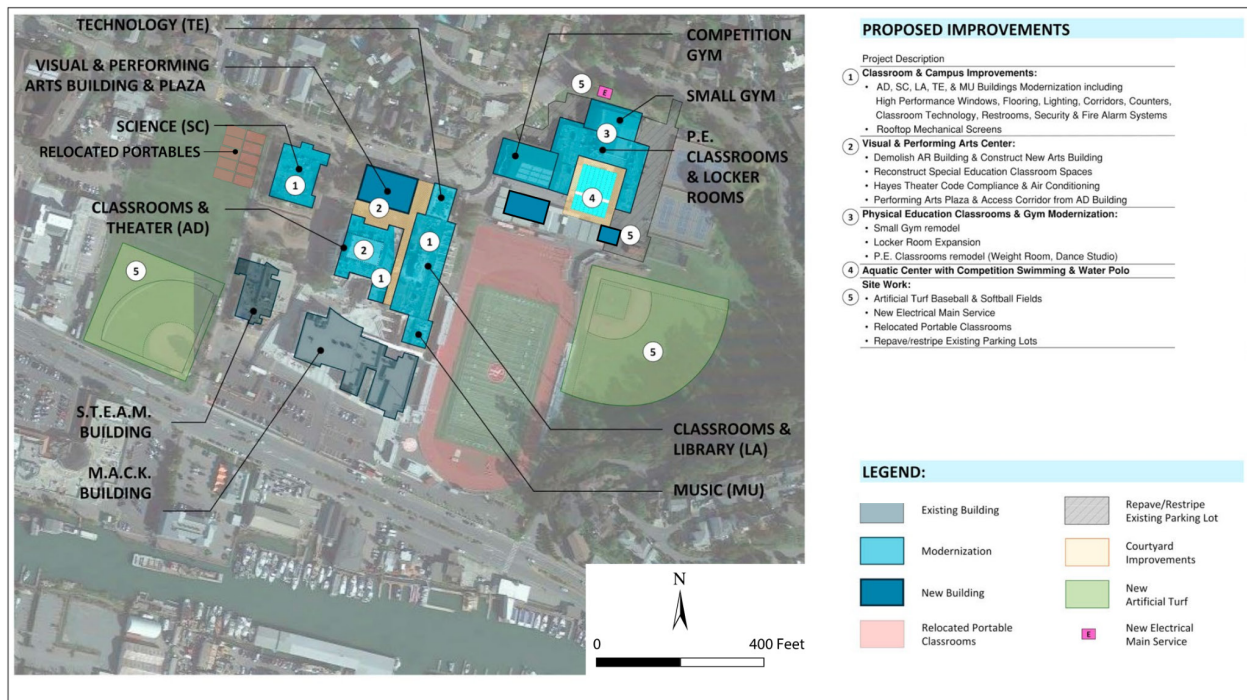 TECHNOLOGY (TE)
VISUAL & PERFORMING
ARTS BUILDING & PLAZA
SCIENCE (SC)
RELOCATED PORTABLES
CLASSROOMS &
THEATER (AD)
S.T.E.A.M.
BUILDING
M.A.C.K.
BUILDING
COMPETITION
GYM
SMALL GYM
P.E.
CLASSROOMS
& LOCKER
ROOMS
CLASSROOMS &
LIBRARY (LA)
MUSIC (MU)
5
E
3
1
4
2
5
2
1
1
5
5
N
0 400 Feet
PROPOSED IMPROVEMENTS
Project Description
1 Classroom & Campus Improvements:
• AD, SC, LA, TE, & MU Buildings Modernization including
High Performance Windows, Flooring, Lighting, Corridors, Counters,
Classroom Technology, Restrooms, Security & Fire Alarm Systems
• Rooftop Mechanical Screens
2 Visual & Performing Arts Center:
• Demolish AR Building & Construct New Arts Building
• Reconstruct Special Education Classroom Spaces
• Hayes Theater Code Compliance & Air Conditioning
• Performing Arts Plaza & Access Corridor from AD Building
3 Physical Education Classrooms & Gym Modernization:
• Small Gym remodel
• Locker Room Expansion
• P.E. Classrooms remodel (Weight Room, Dance Studio)
4 Aquatic Center with Competition Swimming & Water Polo
Site Work:
5 • Artificial Turf Baseball & Softball Fields
• New Electrical Main Service
• Relocated Portable Classrooms
• Repave/restripe Existing Parking Lots
LEGEND:
Existing Building
Modernization
New Building
Relocated Portable
Classrooms
Repave/Restripe
Existing Parking Lot
Courtyard
Improvements
New
Artificial Turf
E New Electrical
Main Service